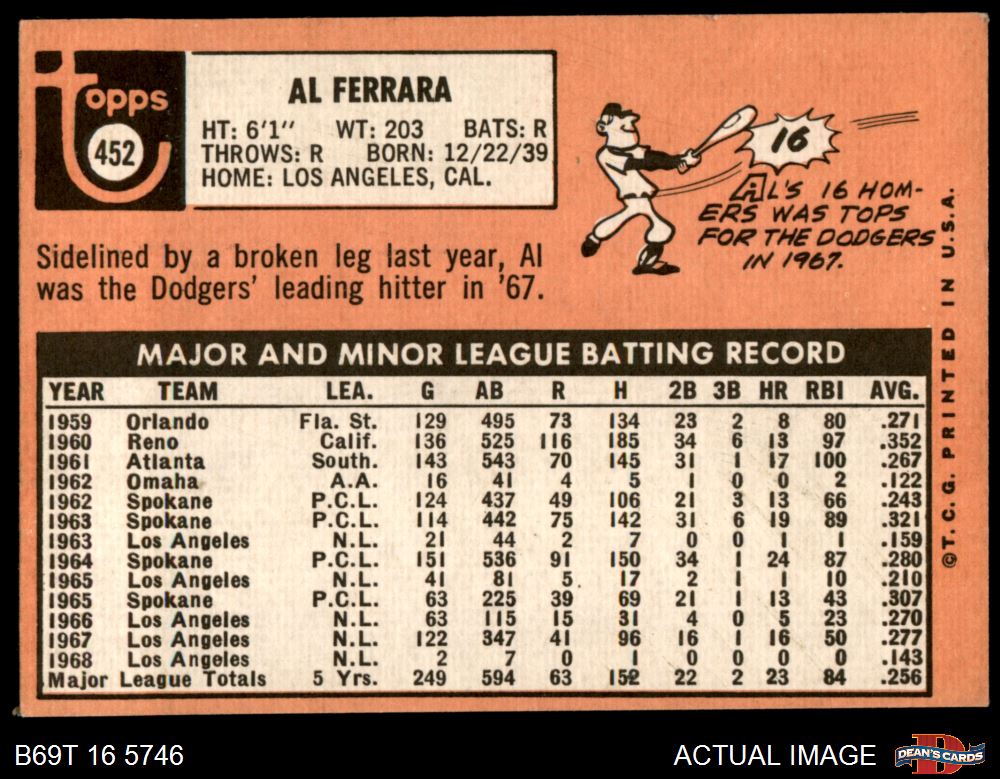 topps
452
AL FERRARA
HT: 6'1" WT: 203 BATS: R
THROWS: R BORN: 12/22/39
HOME: LOS ANGELES, CAL.
16
AL'S 16 HOM-
ERS WAS TOPS
FOR THE DODGERS
IN 1967.
Sidelined by a broken leg last year, Al
was the Dodgers' leading hitter in '67.
MAJOR AND MINOR LEAGUE BATTING RECORD
YEAR TEAM LEA. G AB R H 2B 3B HR RBI AVG.
1959 Orlando Fla. St. 129 495 73 134 23 2 8 80 .271
1960 Reno Calif. 136 525 116 185 34 6 13 97 .352
1961 Atlanta South. 143 543 70 145 31 1 17 100 .267
1962 Omaha A.A. 16 41 4 5 1 0 0 2 .122
1962 Spokane P.C.L. 124 437 49 106 21 3 13 66 .243
1963 Spokane P.C.L. 114 442 75 142 31 6 19 89 .321
1963 Los Angeles N.L. 21 44 2 7 0 0 1 1 .159
1964 Spokane P.C.L. 151 536 91 150 34 1 24 87 .280
1965 Los Angeles N.L. 41 81 5 17 2 1 1 10 .210
1965 Spokane P.C.L. 63 225 39 69 21 1 13 43 .307
1966 Los Angeles N.L. 63 115 15 31 4 0 5 23 .270
1967 Los Angeles N.L. 122 347 41 96 16 1 16 50 .277
1968 Los Angeles N.L. 2 7 0 1 0 0 0 0 .143
Major League Totals 5 Yrs. 249 594 63 152 22 2 23 84 .256
©T. C. G. PRINTED IN U.S.A.
B69T 16 5746
ACTUAL IMAGE
DEAN'S CARDS